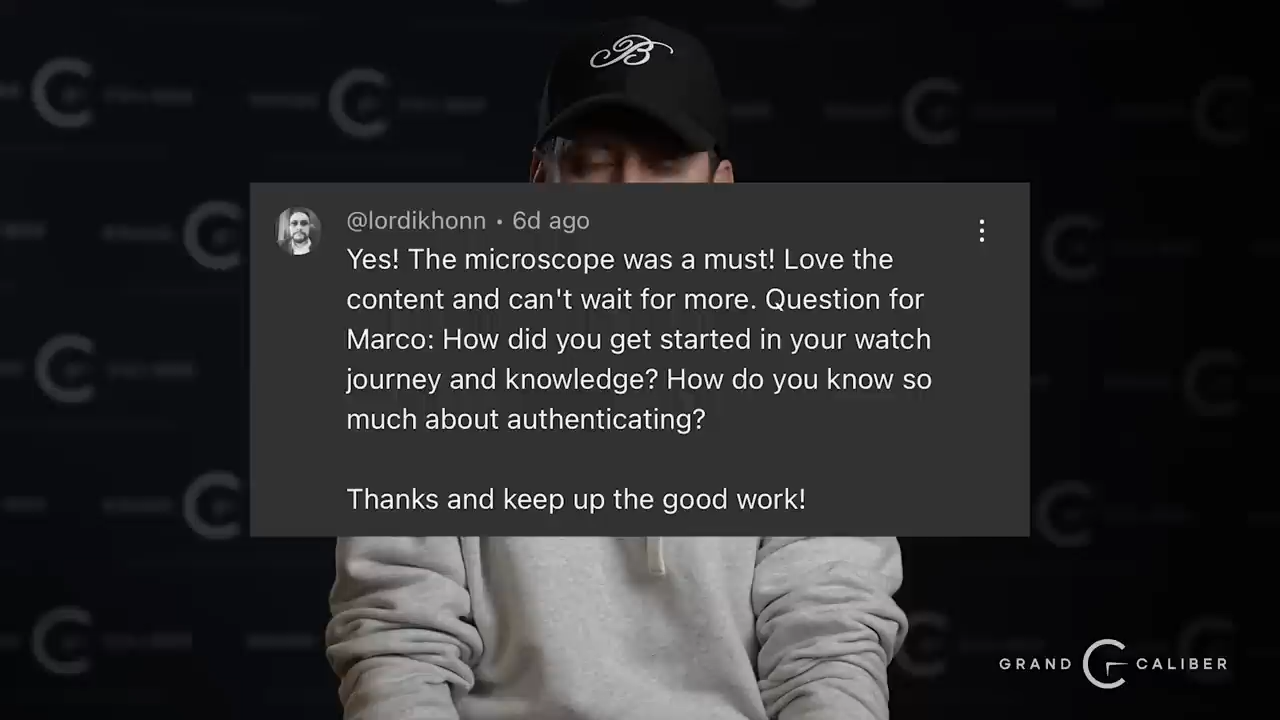 B
@lordikhonn • 6d ago
Yes! The microscope was a must! Love the
content and can't wait for more. Question for
Marco: How did you get started in your watch
journey and knowledge? How do you know so
much about authenticating?
Thanks and keep up the good work!
GRAND CALIBER